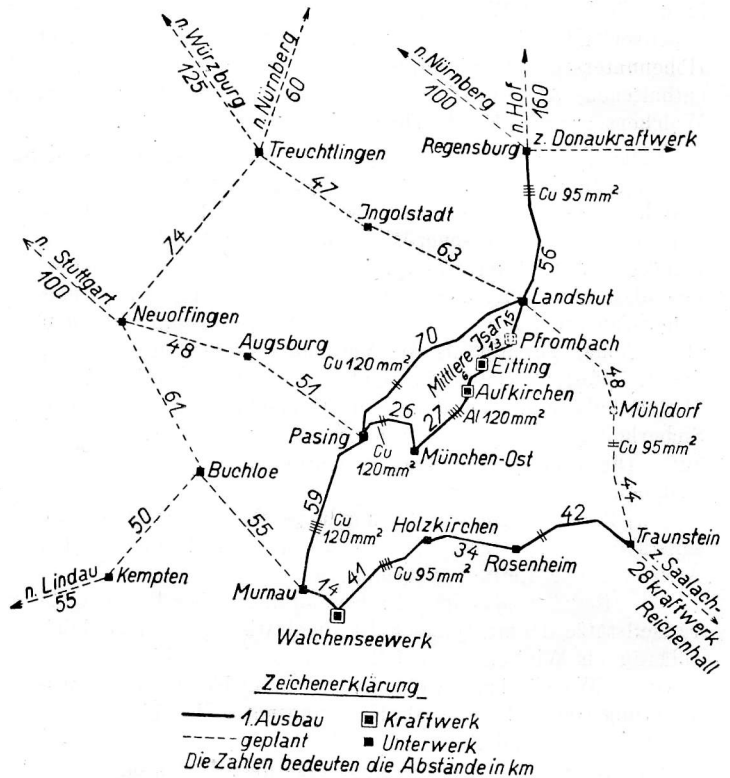 n. Würzburg
125
n. Nürnberg
60
n. Nürnberg
100
n. Hof
160
Treuchtlingen
Regensburg
z. Donaukraftwerk
Cu 95 mm²
47
Ingolstadt
74
63
56
n. Stuttgart
100
Neuoffingen
Landshut
48
Augsburg
70
Mittlere Isar
15
13
Pfrombach
Eitting
6
Aufkirchen
Cu 120 mm²
61
51
26
27
Al 120 mm²
48
Mühldorf
Pasing
Cu
120 mm²
München-Ost
Cu 95 mm²
Buchloe
44
50
55
59
Cu
120 mm²
Holzkirchen
42
Traunstein
n. Lindau
55
Kempten
Murnau
14
41
34
Cu 95 mm²
Rosenheim
z. Saalach-
28 kraftwerk
Reichenhall
Walchenseewerk
Zeichenerklärung
1. Ausbau
Kraftwerk
geplant
Unterwerk
Die Zahlen bedeuten die Abstände in km